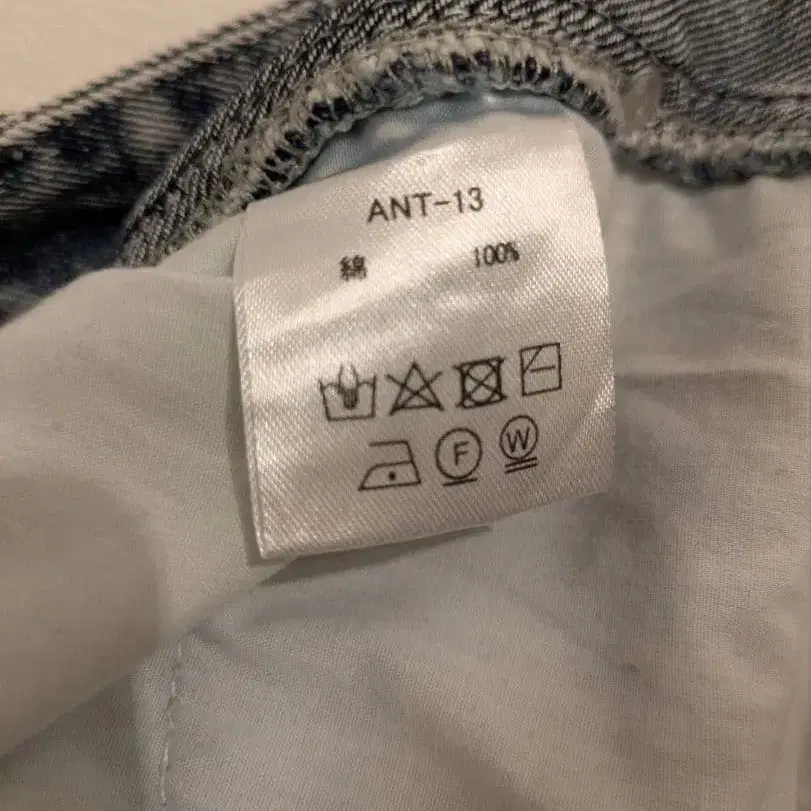 ANT-13
綿 100%
F W